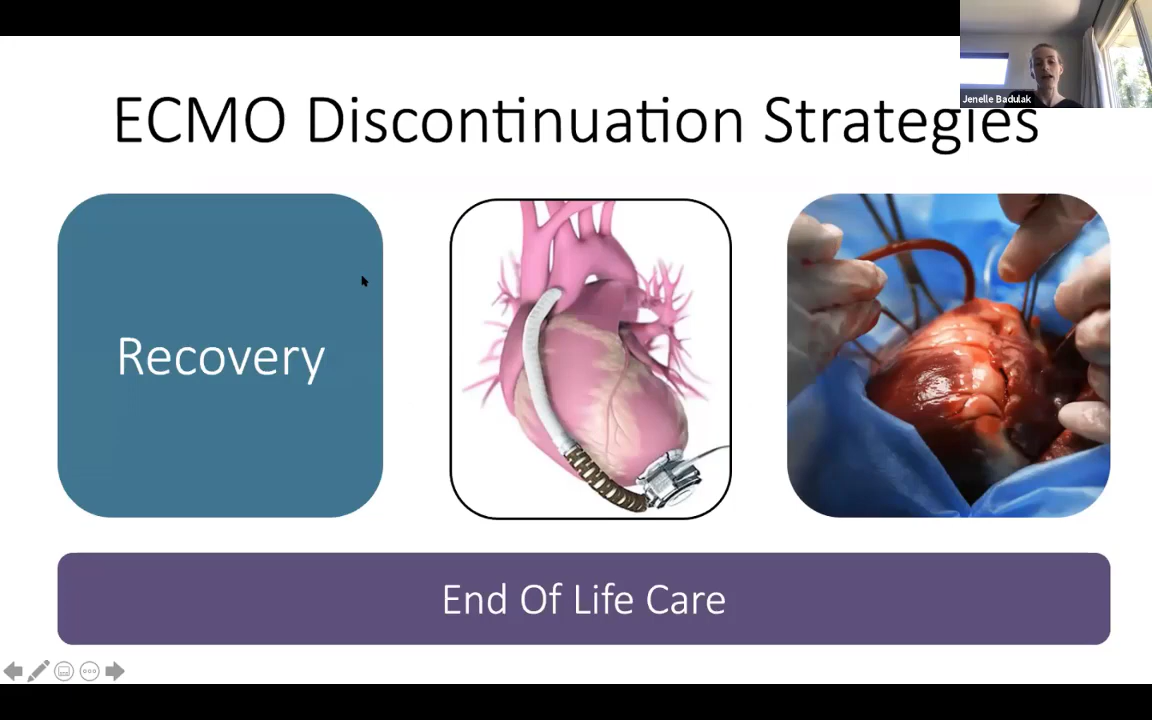 Jenelle Badulak
ECMO Discontinuation Strategies
Recovery
End Of Life Care